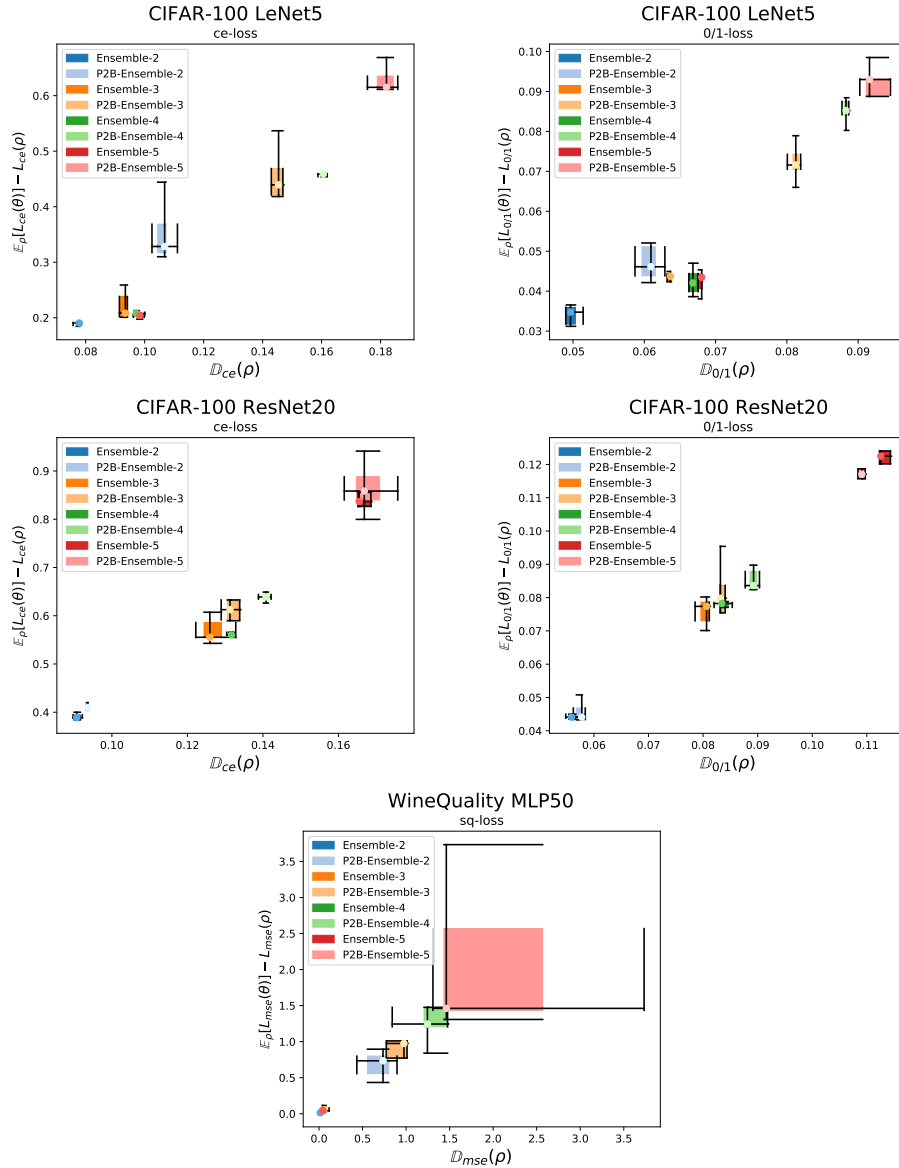 CIFAR-100 LeNet5
ce-loss
Ensemble-2
P2B-Ensemble-2
Ensemble-3
P2B-Ensemble-3
Ensemble-4
P2B-Ensemble-4
Ensemble-5
P2B-Ensemble-5
0.6
0.5
0.4
0.3
0.2
𝔼ρ[Lce(θ)] − Lce(ρ)
0.08 0.10 0.12 0.14 0.16 0.18
𝔻ce(ρ)
CIFAR-100 LeNet5
0/1-loss
Ensemble-2
P2B-Ensemble-2
Ensemble-3
P2B-Ensemble-3
Ensemble-4
P2B-Ensemble-4
Ensemble-5
P2B-Ensemble-5
0.10
0.09
0.08
0.07
0.06
0.05
0.04
0.03
𝔼ρ[L0/1(θ)] − L0/1(ρ)
0.05 0.06 0.07 0.08 0.09
𝔻0/1(ρ)
CIFAR-100 ResNet20
ce-loss
Ensemble-2
P2B-Ensemble-2
Ensemble-3
P2B-Ensemble-3
Ensemble-4
P2B-Ensemble-4
Ensemble-5
P2B-Ensemble-5
0.9
0.8
0.7
0.6
0.5
0.4
𝔼ρ[Lce(θ)] − Lce(ρ)
0.10 0.12 0.14 0.16
𝔻ce(ρ)
CIFAR-100 ResNet20
0/1-loss
Ensemble-2
P2B-Ensemble-2
Ensemble-3
P2B-Ensemble-3
Ensemble-4
P2B-Ensemble-4
Ensemble-5
P2B-Ensemble-5
0.12
0.11
0.10
0.09
0.08
0.07
0.06
0.05
0.04
𝔼ρ[L0/1(θ)] − L0/1(ρ)
0.06 0.07 0.08 0.09 0.10 0.11
𝔻0/1(ρ)
WineQuality MLP50
sq-loss
Ensemble-2
P2B-Ensemble-2
Ensemble-3
P2B-Ensemble-3
Ensemble-4
P2B-Ensemble-4
Ensemble-5
P2B-Ensemble-5
3.5
3.0
2.5
2.0
1.5
1.0
0.5
0.0
𝔼ρ[Lmse(θ)] − Lmse(ρ)
0.0 0.5 1.0 1.5 2.0 2.5 3.0 3.5
𝔻mse(ρ)